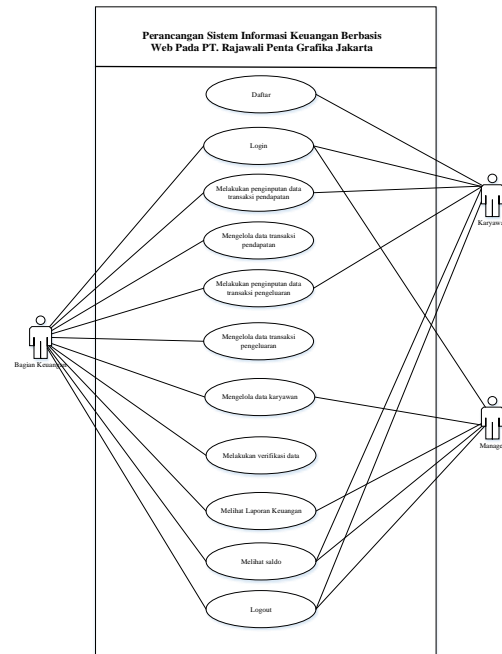 Perancangan Sistem Informasi Keuangan Berbasis
Web Pada PT. Rajawali Penta Grafika Jakarta
Daftar
Login
Melakukan penginputan data
transaksi pendapatan
Mengelola data transaksi
pendapatan
Melakukan penginputan data
transaksi pengeluaran
Mengelola data transaksi
pengeluaran
Mengelola data karyawan
Melakukan verifikasi data
Melihat Laporan Keuangan
Melihat saldo
Logout
Bagian Keuangan
Karyawa
Manage